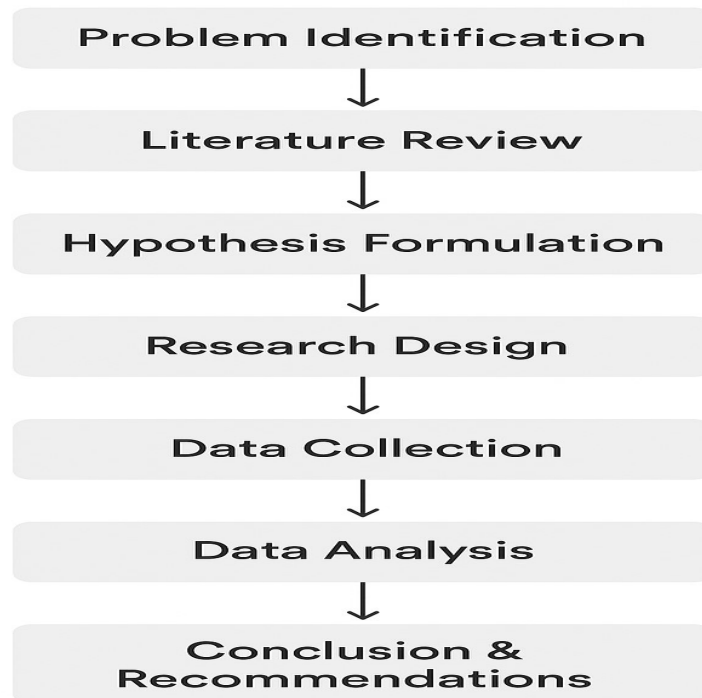 Problem Identification
Literature Review
Hypothesis Formulation
Research Design
Data Collection
Data Analysis
Conclusion &
Recommendations